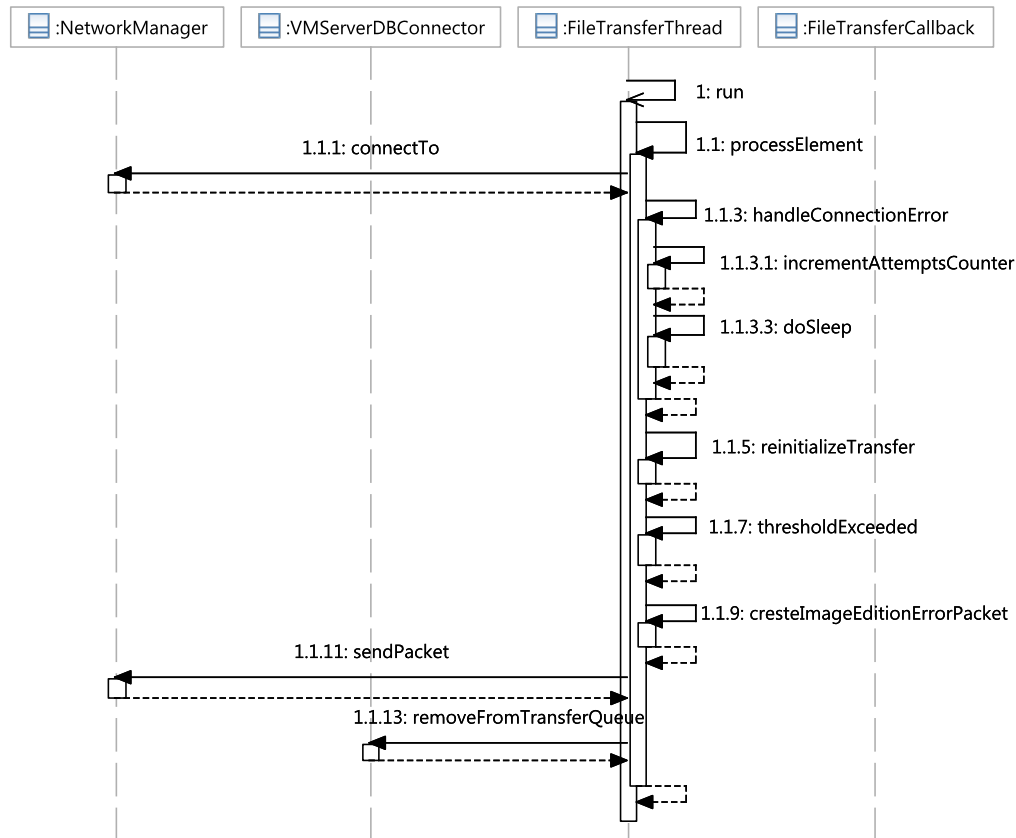 :NetworkManager
:VMServerDBConnector
:FileTransferThread
:FileTransferCallback
1: run
1.1: processElement
1.1.1: connectTo
1.1.3: handleConnectionError
1.1.3.1: incrementAttemptsCounter
1.1.3.3: doSleep
1.1.5: reinitializeTransfer
1.1.7: thresholdExceeded
1.1.9: cresteImageEditionErrorPacket
1.1.11: sendPacket
1.1.13: removeFromTransferQueue